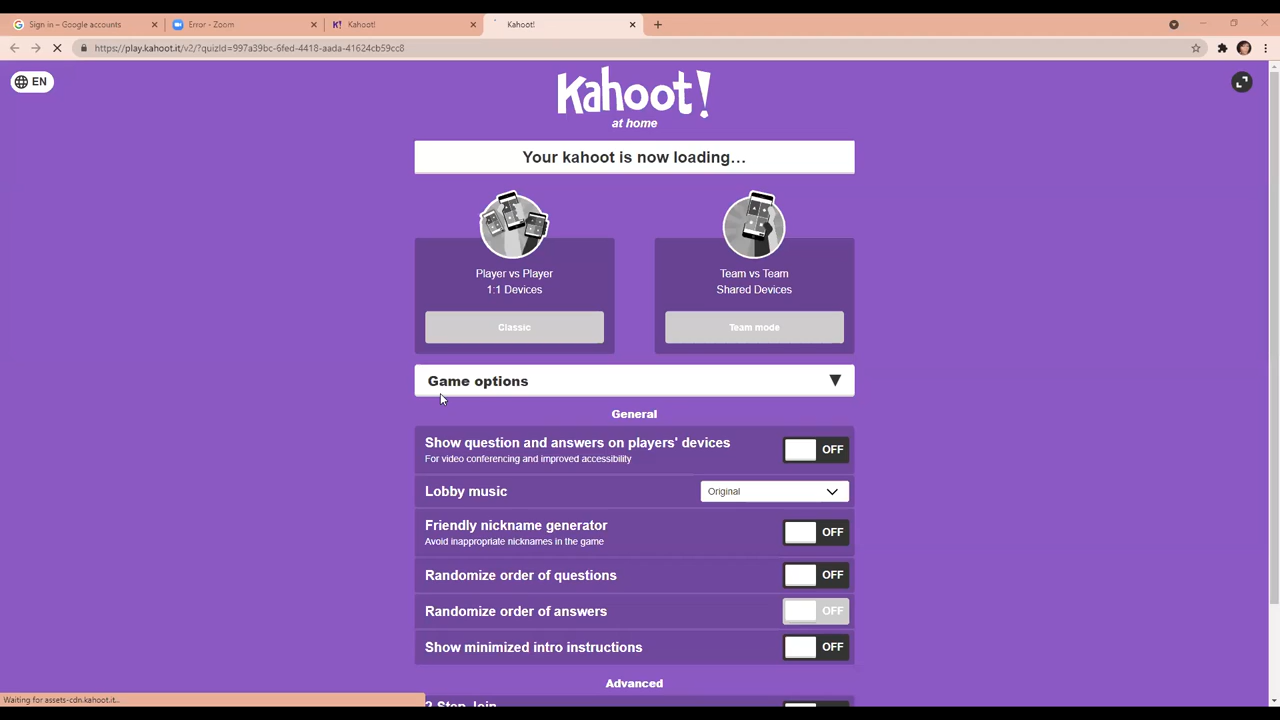 Sign in – Google accounts
Error - Zoom
Kahoot!
Kahoot!
https://play.kahoot.it/v2/?quizId=997a39bc-6fed-4418-aada-41624cb59cc8
EN
Kahoot!
at home
Your kahoot is now loading...
Player vs Player
1:1 Devices
Classic
Team vs Team
Shared Devices
Team mode
Game options
General
Show question and answers on players' devices
For video conferencing and improved accessibility
OFF
Lobby music
Original
Friendly nickname generator
Avoid inappropriate nicknames in the game
OFF
Randomize order of questions
OFF
Randomize order of answers
OFF
Show minimized intro instructions
OFF
Advanced
2 Step Join
Waiting for assets-cdn.kahoot.it...